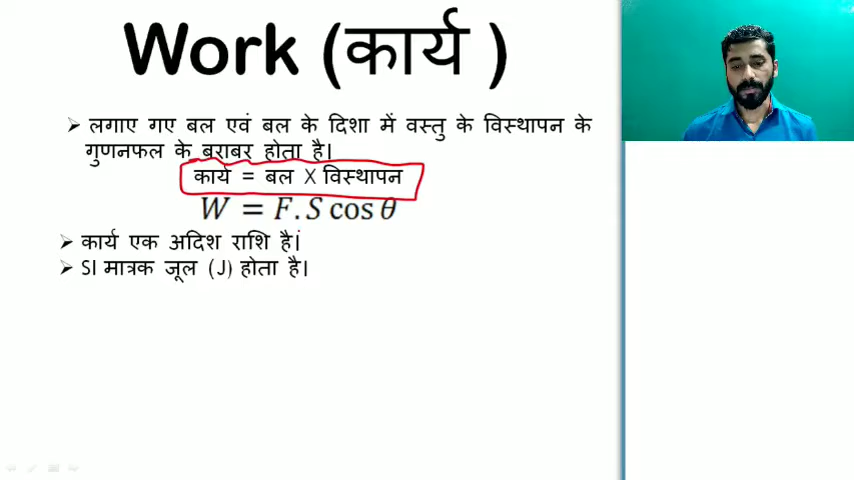 Work (कार्य )
➢ लगाए गए बल एवं बल के दिशा में वस्तु के विस्थापन के
गुणनफल के बराबर होता है।
कार्य = बल X विस्थापन
W = F. S cos θ
➢ कार्य एक अदिश राशि है।
➢ SI मात्रक जूल (J) होता है।